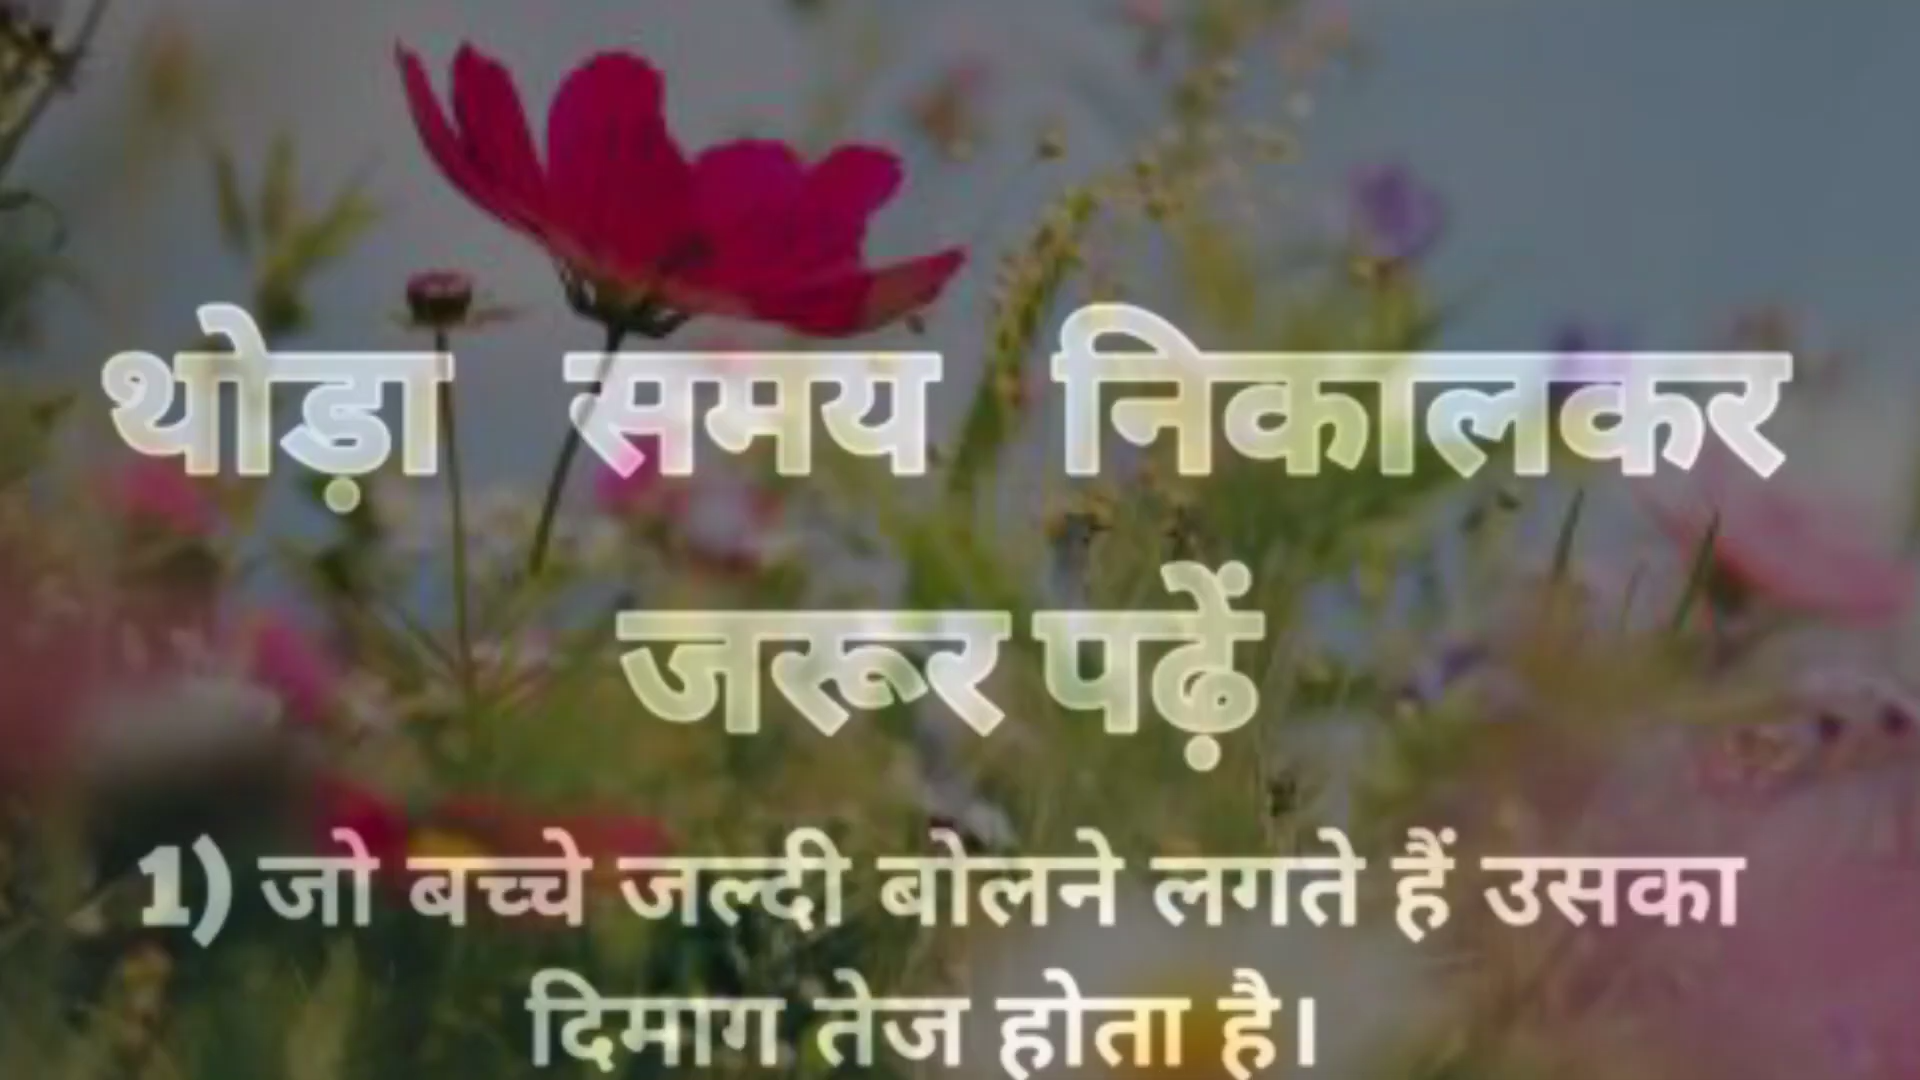 थोड़ा समय निकालकर
जरूर पढ़ें
1) जो बच्चे जल्दी बोलने लगते हैं उसका
दिमाग तेज होता है।